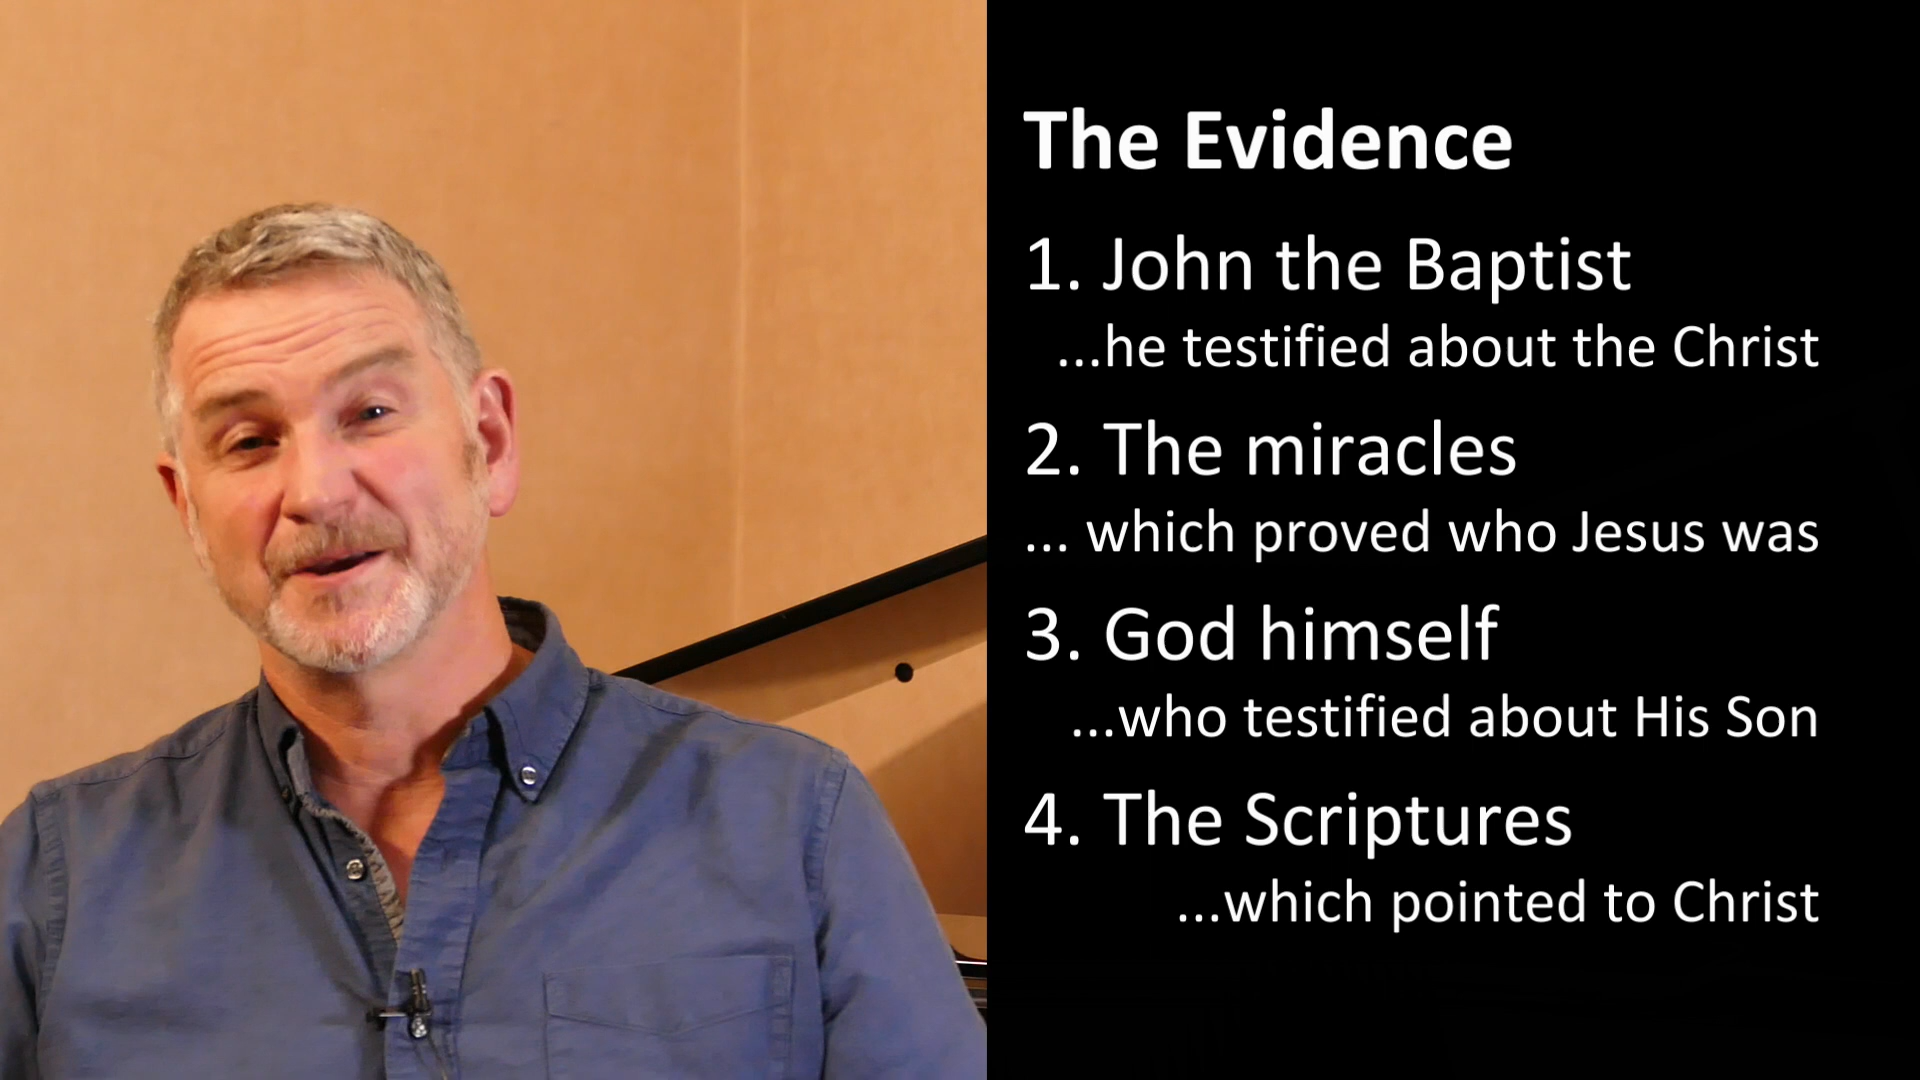 The Evidence
1. John the Baptist
...he testified about the Christ
2. The miracles
... which proved who Jesus was
3. God himself
...who testified about His Son
4. The Scriptures
...which pointed to Christ